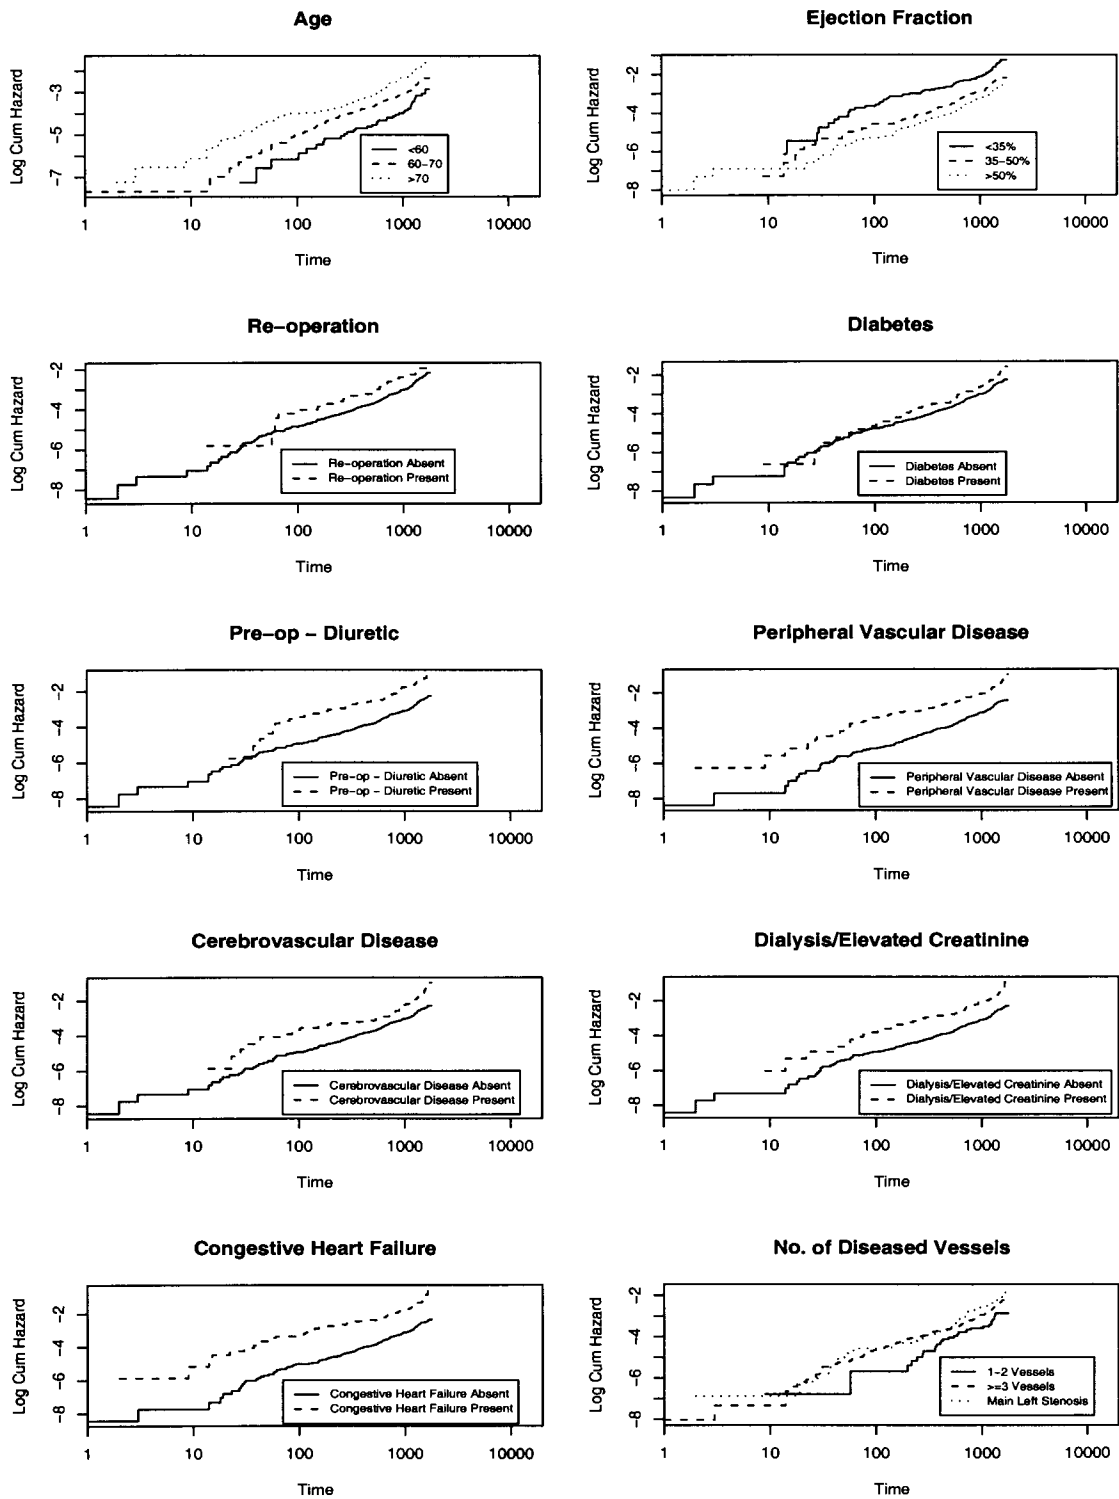 Age
Log Cum Hazard
-3
-5
-7
<60
60-70
>70
1 10 100 1000 10000
Time
Ejection Fraction
Log Cum Hazard
-2
-4
-6
-8
<35%
35-50%
>50%
1 10 100 1000 10000
Time
Re-operation
Log Cum Hazard
-2
-4
-6
-8
Re-operation Absent
Re-operation Present
1 10 100 1000 10000
Time
Diabetes
Log Cum Hazard
-2
-4
-6
-8
Diabetes Absent
Diabetes Present
1 10 100 1000 10000
Time
Pre-op - Diuretic
Log Cum Hazard
-2
-4
-6
-8
Pre-op - Diuretic Absent
Pre-op - Diuretic Present
1 10 100 1000 10000
Time
Peripheral Vascular Disease
Log Cum Hazard
-2
-4
-6
-8
Peripheral Vascular Disease Absent
Peripheral Vascular Disease Present
1 10 100 1000 10000
Time
Cerebrovascular Disease
Log Cum Hazard
-2
-4
-6
-8
Cerebrovascular Disease Absent
Cerebrovascular Disease Present
1 10 100 1000 10000
Time
Dialysis/Elevated Creatinine
Log Cum Hazard
-2
-4
-6
-8
Dialysis/Elevated Creatinine Absent
Dialysis/Elevated Creatinine Present
1 10 100 1000 10000
Time
Congestive Heart Failure
Log Cum Hazard
-2
-4
-6
-8
Congestive Heart Failure Absent
Congestive Heart Failure Present
1 10 100 1000 10000
Time
No. of Diseased Vessels
Log Cum Hazard
-2
-4
-6
-8
1-2 Vessels
>=3 Vessels
Main Left Stenosis
1 10 100 1000 10000
Time